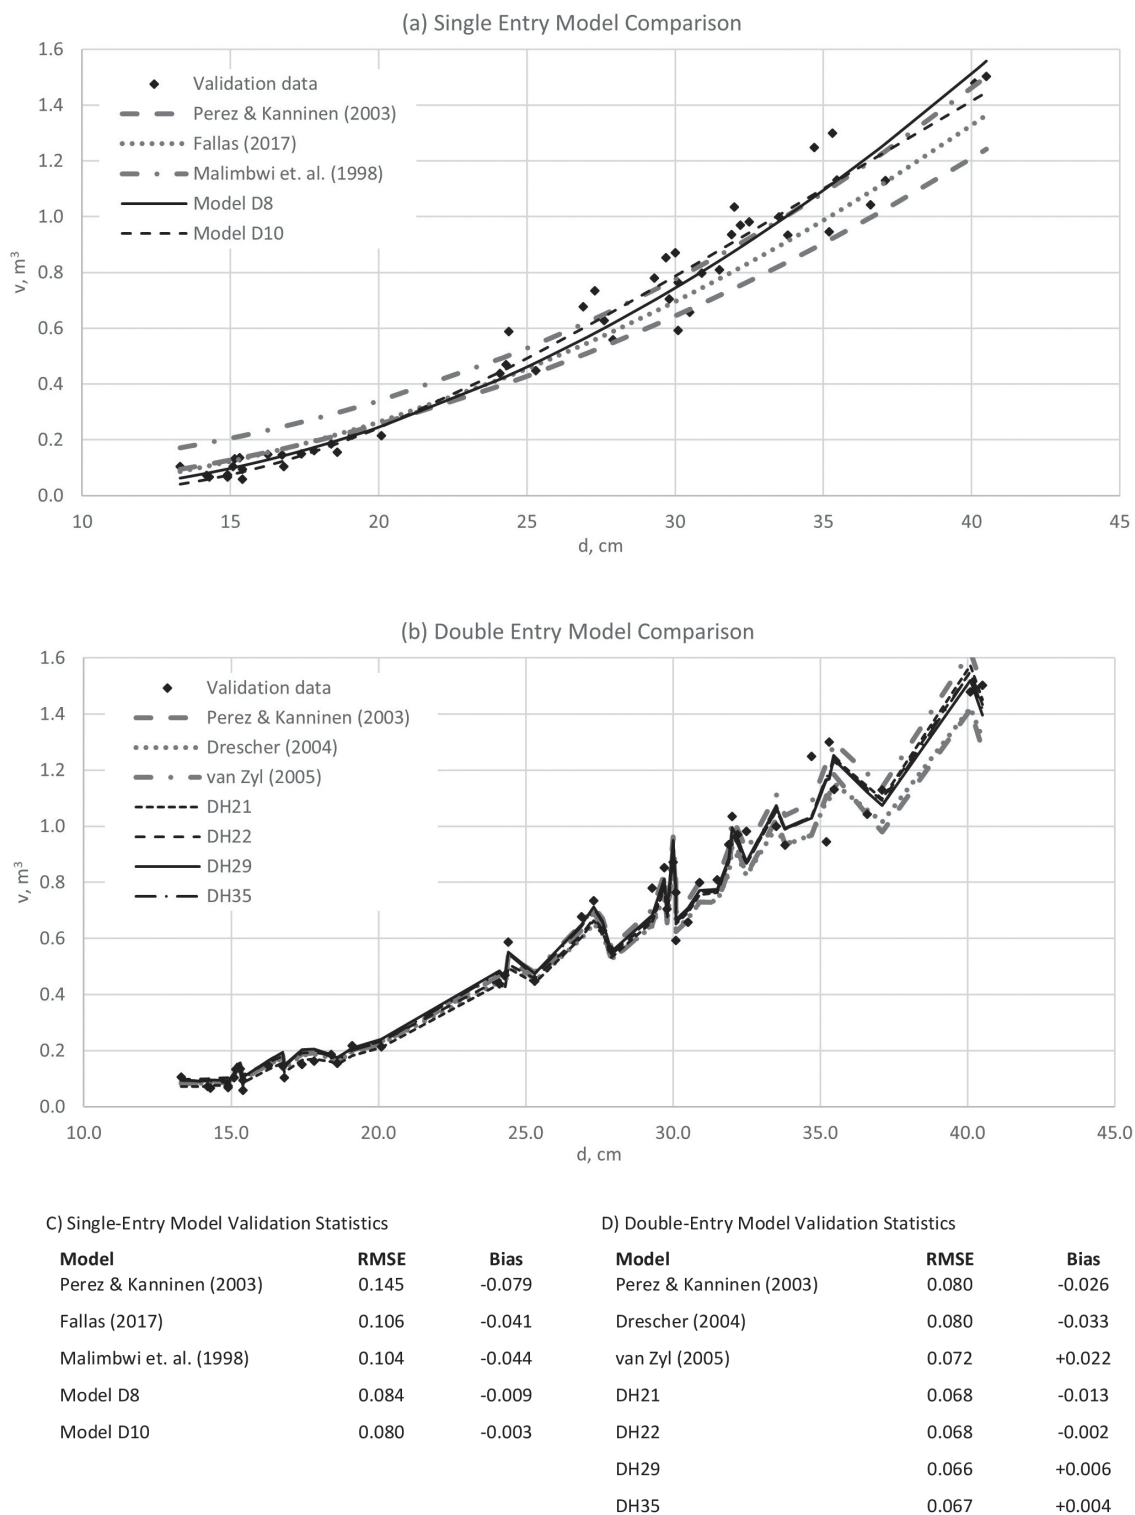 (a) Single Entry Model Comparison
1.6
1.4
1.2
1.0
0.8
0.6
0.4
0.2
0.0
v, m³
Validation data
Perez & Kanninen (2003)
Fallas (2017)
Malimbwi et. al. (1998)
Model D8
Model D10
10 15 20 25 30 35 40 45
d, cm
(b) Double Entry Model Comparison
1.6
1.4
1.2
1.0
0.8
0.6
0.4
0.2
0.0
v, m³
Validation data
Perez & Kanninen (2003)
Drescher (2004)
van Zyl (2005)
DH21
DH22
DH29
DH35
10.0 15.0 20.0 25.0 30.0 35.0 40.0 45.0
d, cm
C) Single-Entry Model Validation Statistics
Model RMSE Bias
Perez & Kanninen (2003) 0.145 -0.079
Fallas (2017) 0.106 -0.041
Malimbwi et. al. (1998) 0.104 -0.044
Model D8 0.084 -0.009
Model D10 0.080 -0.003
D) Double-Entry Model Validation Statistics
Model RMSE Bias
Perez & Kanninen (2003) 0.080 -0.026
Drescher (2004) 0.080 -0.033
van Zyl (2005) 0.072 +0.022
DH21 0.068 -0.013
DH22 0.068 -0.002
DH29 0.066 +0.006
DH35 0.067 +0.004